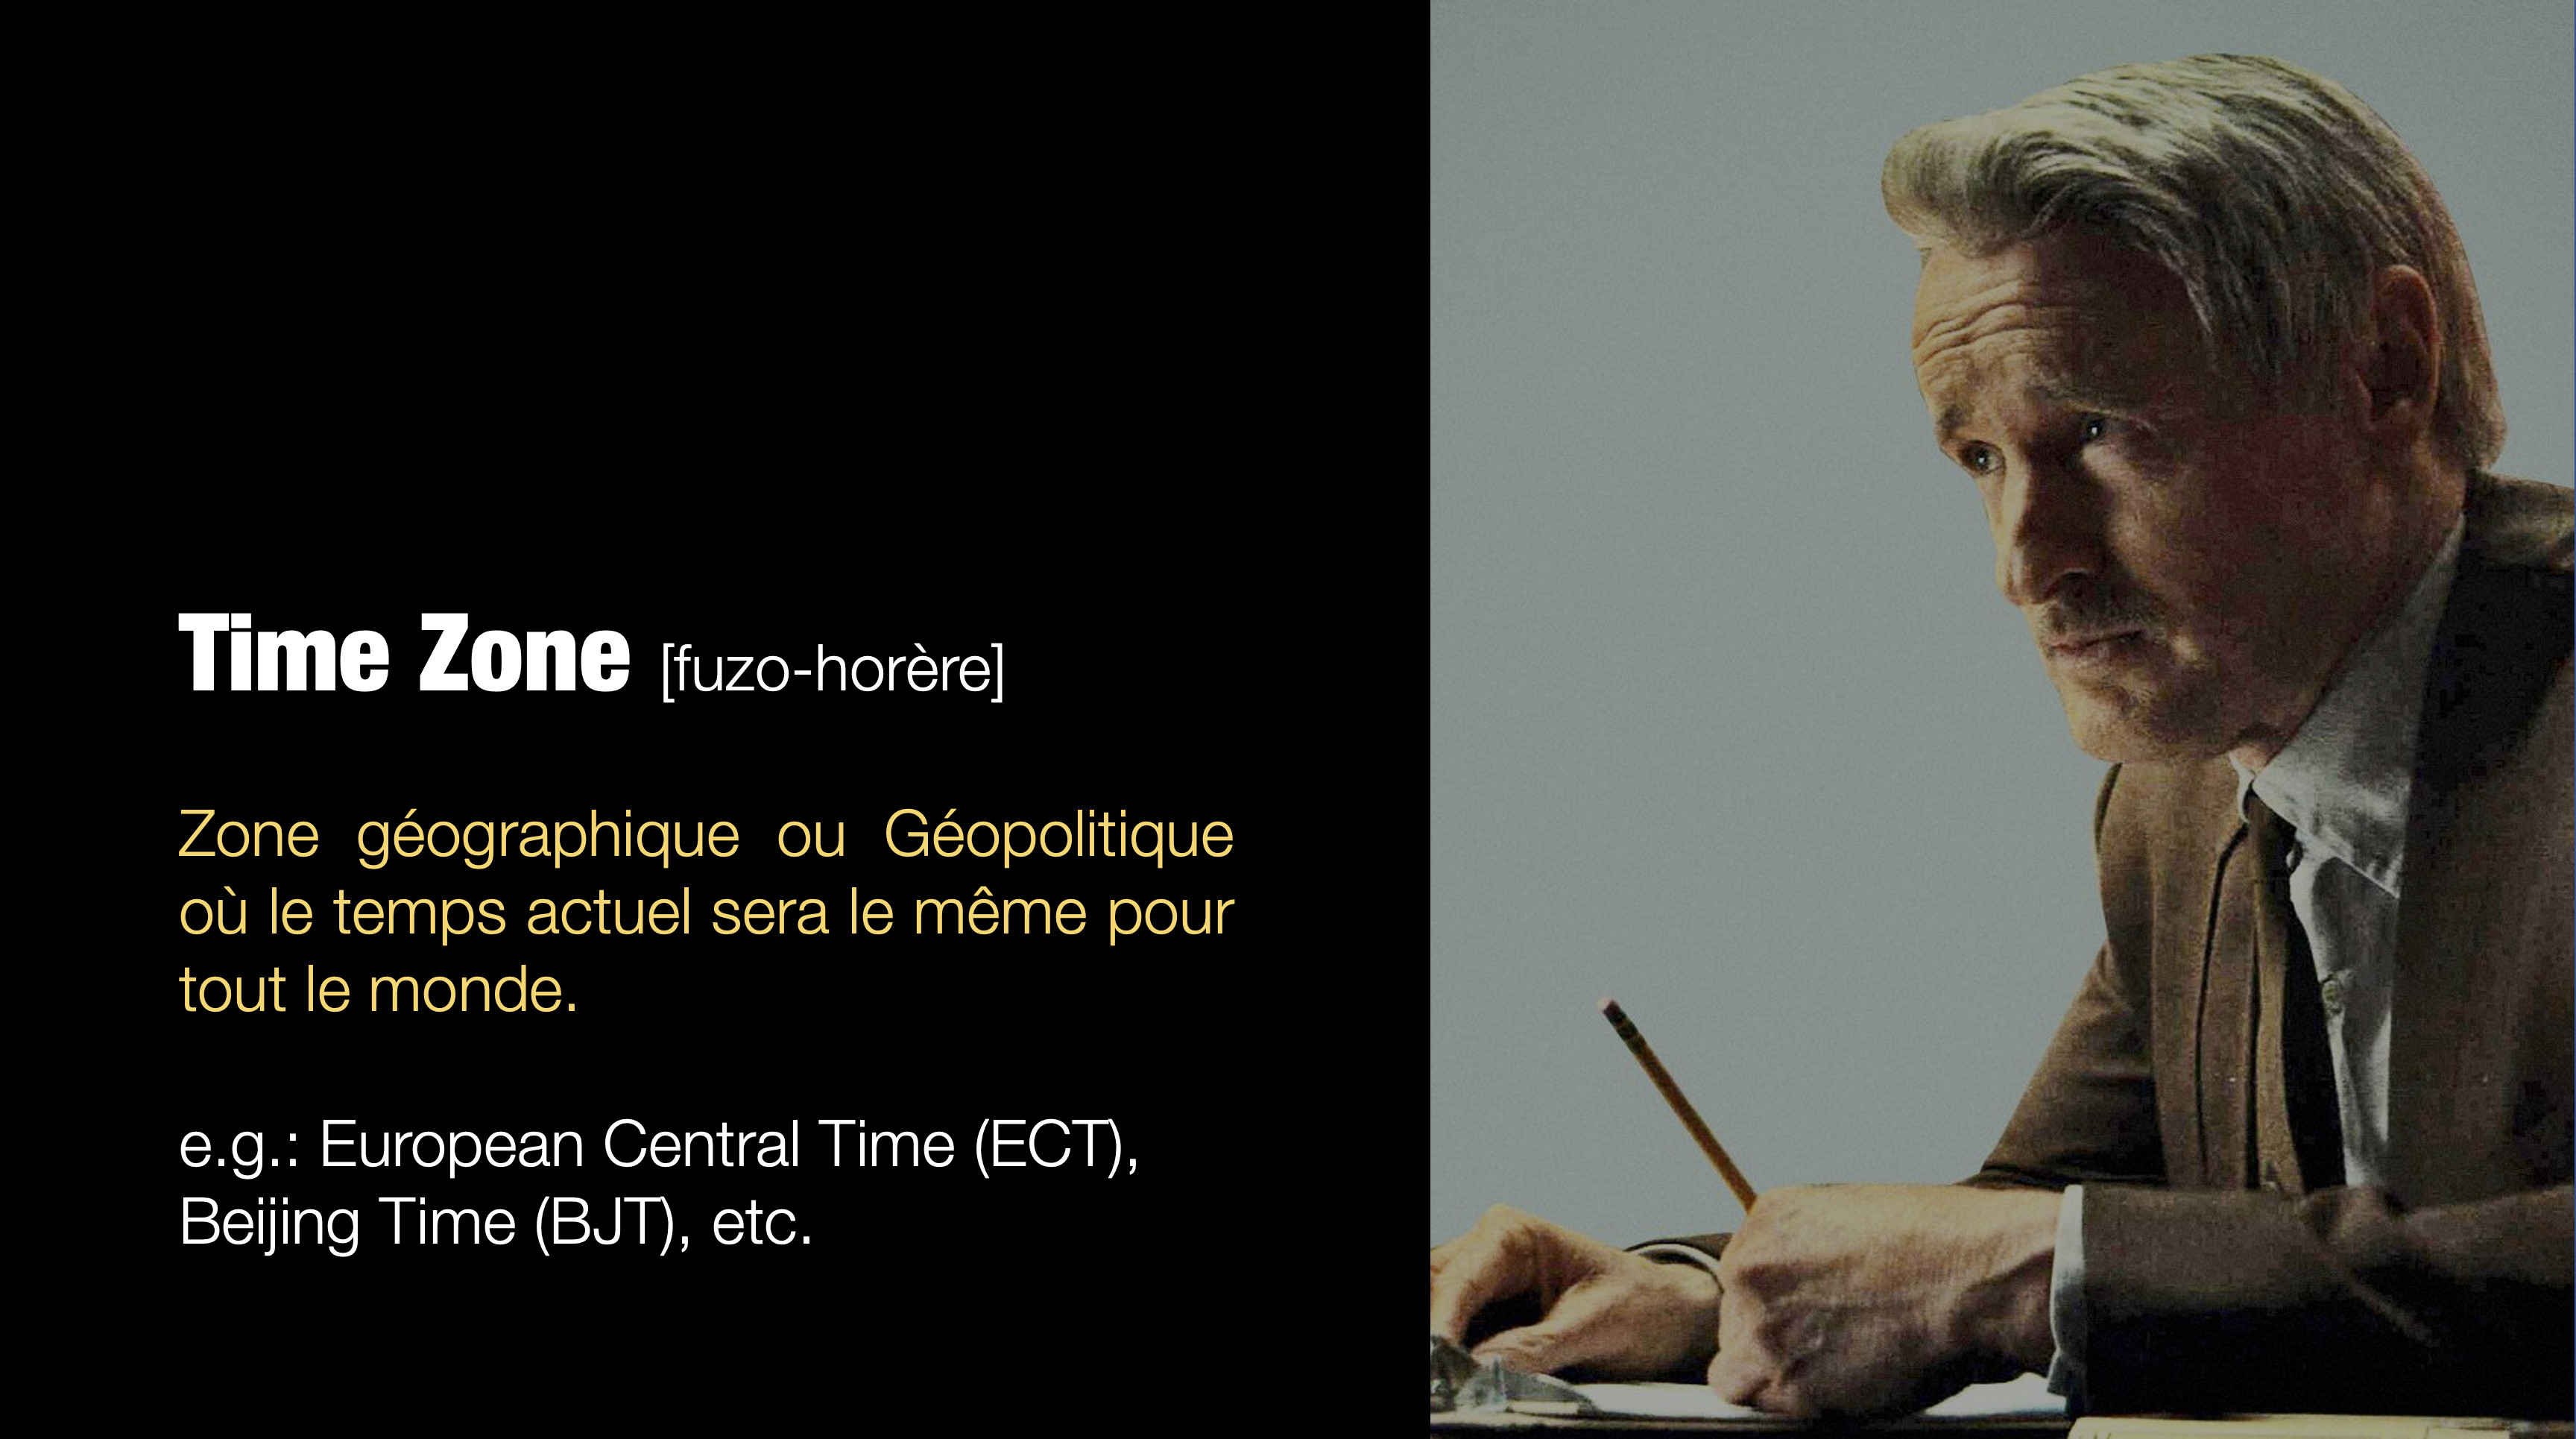 Time Zone [fuzo-horère]
Zone géographique ou Géopolitique
où le temps actuel sera le même pour
tout le monde.
e.g.: European Central Time (ECT),
Beijing Time (BJT), etc.